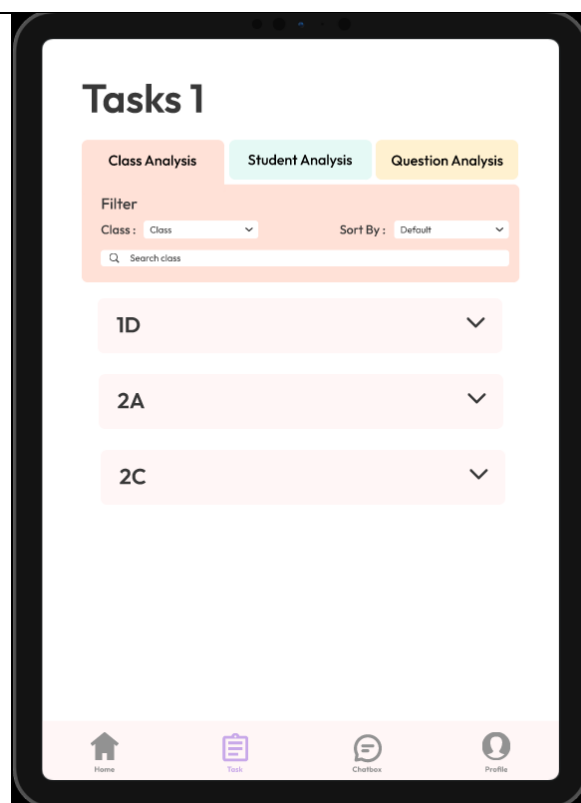 Tasks 1
Class Analysis Student Analysis Question Analysis
Filter
Class : Class Sort By : Default
Search class
1D
2A
2C
Home Task Chatbox Profile